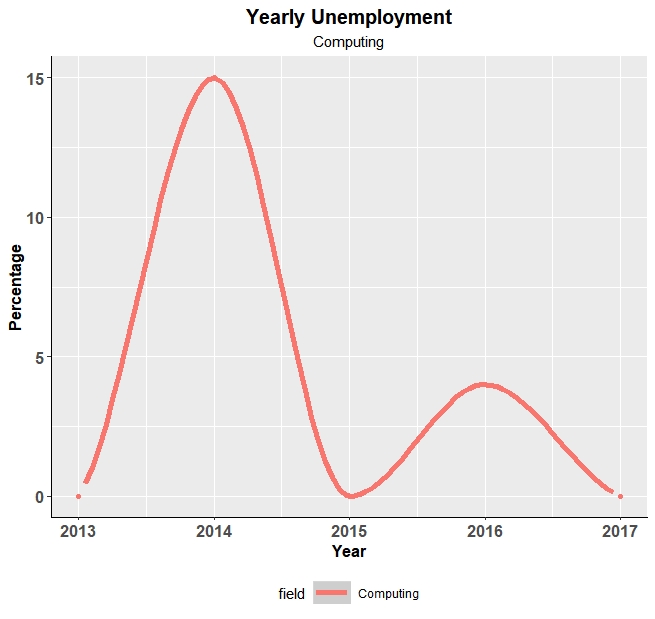 Yearly Unemployment
Computing
15
10
5
0
Percentage
2013 2014 2015 2016 2017
Year
field Computing